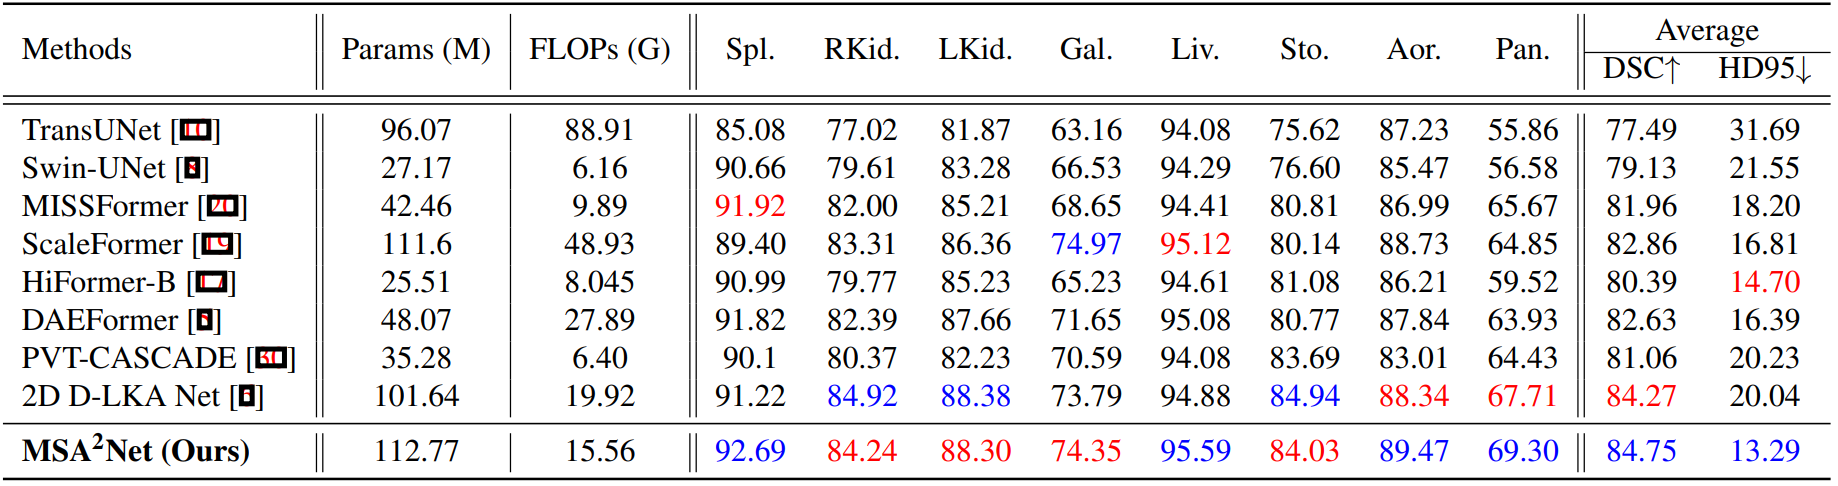 Methods Params (M) FLOPs (G) Spl. RKid. LKid. Gal. Liv. Sto. Aor. Pan. Average
DSC↑ HD95↓
TransUNet [10] 96.07 88.91 85.08 77.02 81.87 63.16 94.08 75.62 87.23 55.86 77.49 31.69
Swin-UNet [] 27.17 6.16 90.66 79.61 83.28 66.53 94.29 76.60 85.47 56.58 79.13 21.55
MISSFormer [20] 42.46 9.89 91.92 82.00 85.21 68.65 94.41 80.81 86.99 65.67 81.96 18.20
ScaleFormer [19] 111.6 48.93 89.40 83.31 86.36 74.97 95.12 80.14 88.73 64.85 82.86 16.81
HiFormer-B [17] 25.51 8.045 90.99 79.77 85.23 65.23 94.61 81.08 86.21 59.52 80.39 14.70
DAEFormer [] 48.07 27.89 91.82 82.39 87.66 71.65 95.08 80.77 87.84 63.93 82.63 16.39
PVT-CASCADE [30] 35.28 6.40 90.1 80.37 82.23 70.59 94.08 83.69 83.01 64.43 81.06 20.23
2D D-LKA Net [] 101.64 19.92 91.22 84.92 88.38 73.79 94.88 84.94 88.34 67.71 84.27 20.04
MSA²Net (Ours) 112.77 15.56 92.69 84.24 88.30 74.35 95.59 84.03 89.47 69.30 84.75 13.29